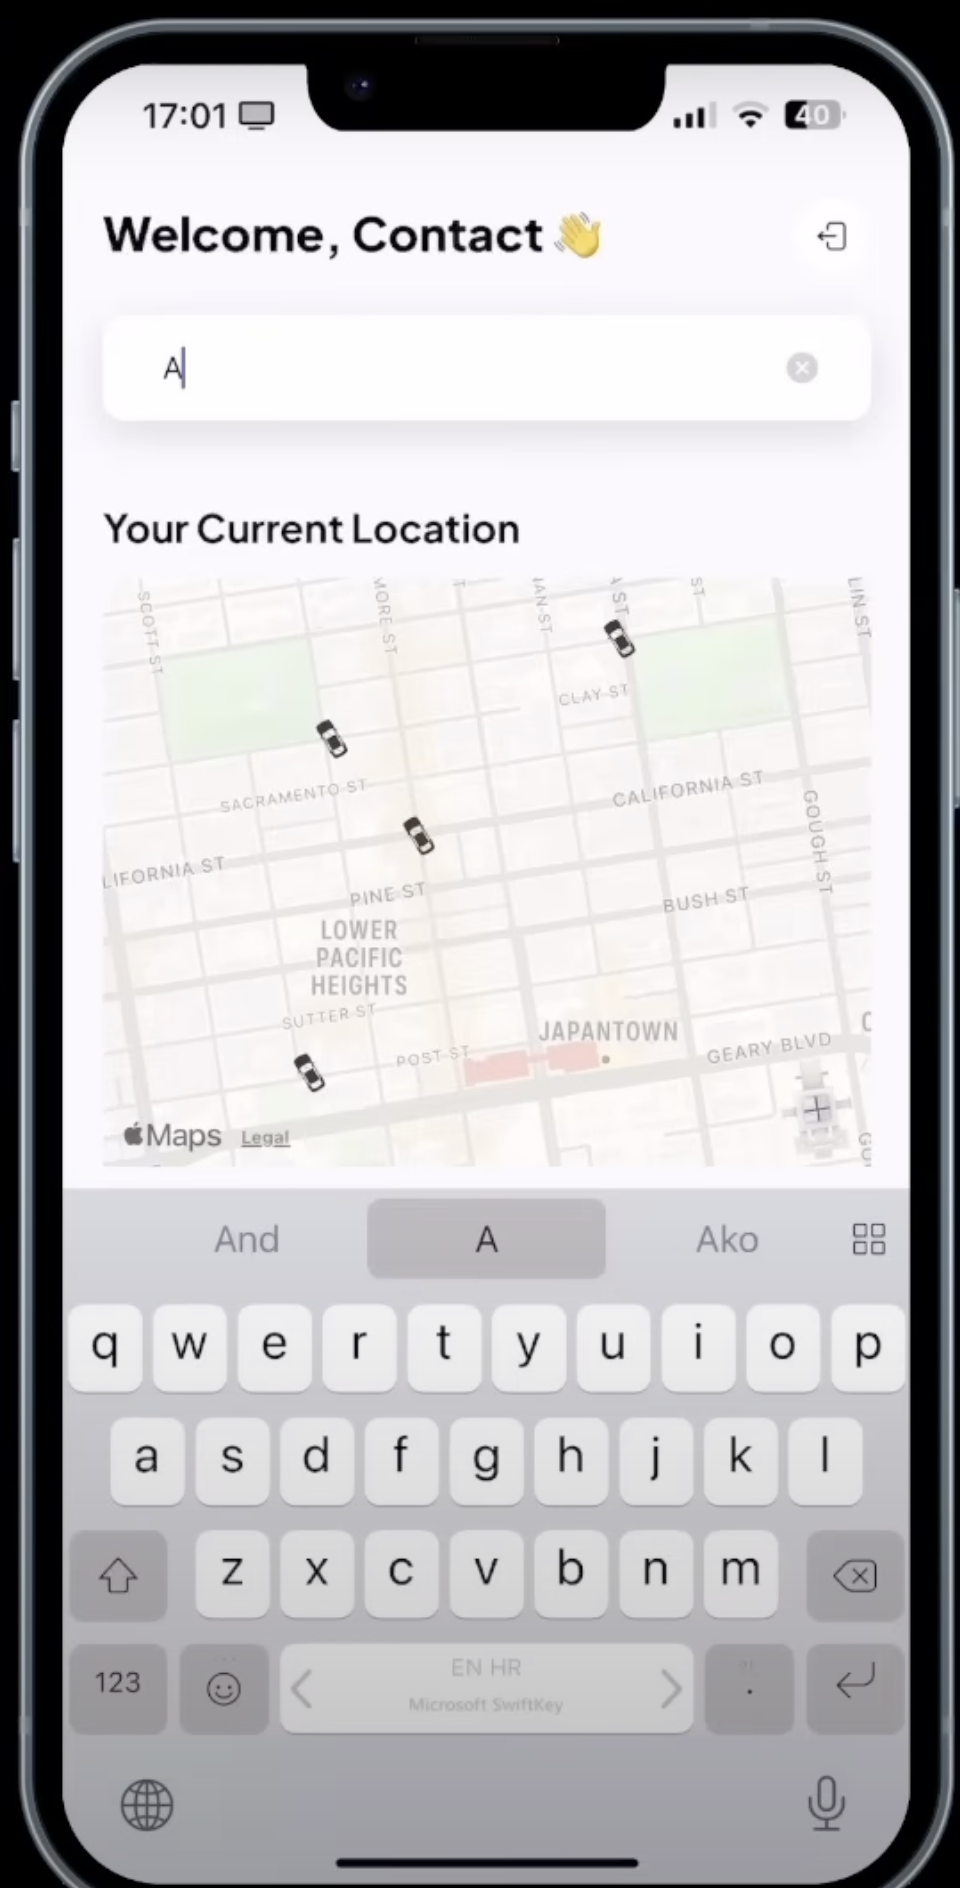 17:01
40
Welcome, Contact 👋
A
Your Current Location
SCOTT ST
MORE ST
ST
AN ST
ST
LIN ST
CLAY ST
SACRAMENTO ST
CALIFORNIA ST
GOUGH ST
LIFORNIA ST
PINE ST
BUSH ST
LOWER
PACIFIC
HEIGHTS
SUTTER ST
JAPANTOWN
POST ST
GEARY BLVD
Maps Legal
And A Ako
q w e r t y u i o p
a s d f g h j k l
z x c v b n m
123
EN HR
Microsoft SwiftKey
.